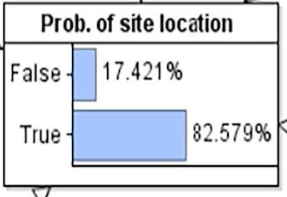 Prob. of site location
False 17.421%
True 82.579%